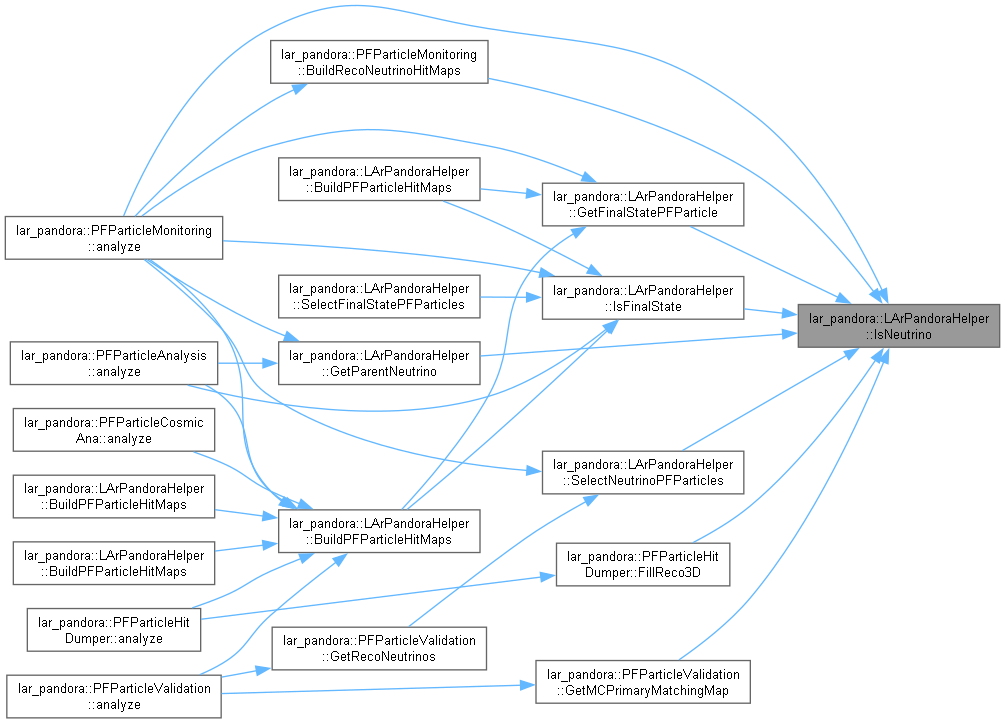 lar_pandora::PFParticleMonitoring
::BuildRecoNeutrinoHitMaps
lar_pandora::LArPandoraHelper
::BuildPFParticleHitMaps
lar_pandora::LArPandoraHelper
::GetFinalStatePFParticle
lar_pandora::PFParticleMonitoring
::analyze
lar_pandora::LArPandoraHelper
::SelectFinalStatePFParticles
lar_pandora::LArPandoraHelper
::IsFinalState
lar_pandora::LArPandoraHelper
::IsNeutrino
lar_pandora::PFParticleAnalysis
::analyze
lar_pandora::LArPandoraHelper
::GetParentNeutrino
lar_pandora::PFParticleCosmic
Ana::analyze
lar_pandora::LArPandoraHelper
::SelectNeutrinoPFParticles
lar_pandora::LArPandoraHelper
::BuildPFParticleHitMaps
lar_pandora::LArPandoraHelper
::BuildPFParticleHitMaps
lar_pandora::LArPandoraHelper
::BuildPFParticleHitMaps
lar_pandora::PFParticleHit
Dumper::FillReco3D
lar_pandora::PFParticleHit
Dumper::analyze
lar_pandora::PFParticleValidation
::GetRecoNeutrinos
lar_pandora::PFParticleValidation
::GetMCPrimaryMatchingMap
lar_pandora::PFParticleValidation
::analyze